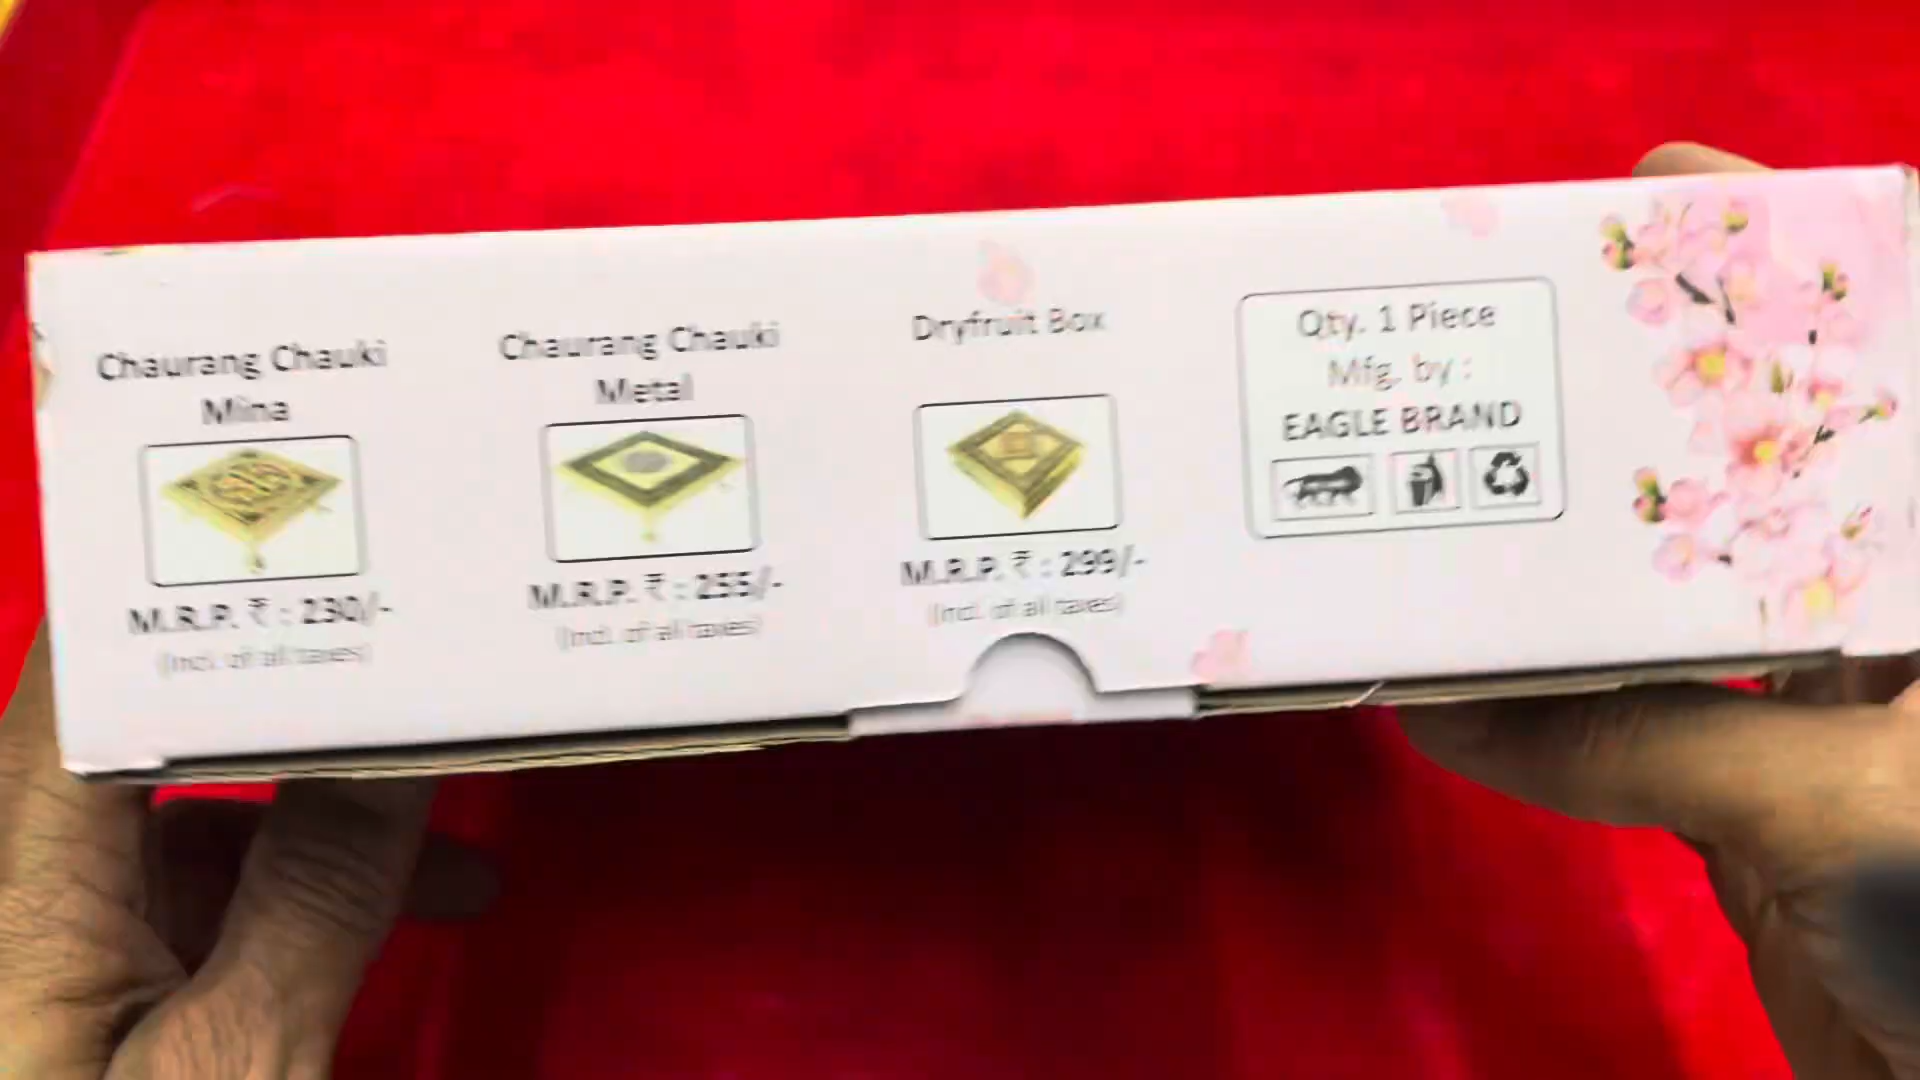 Chaurang Chauki
Mina
M.R.P. ₹ : 230/-
(Incl. of all taxes)
Chaurang Chauki
Metal
M.R.P. ₹ : 255/-
(Incl. of all taxes)
Dryfruit Box
M.R.P. ₹ : 299/-
(Incl. of all taxes)
Qty. 1 Piece
Mfg. by :
EAGLE BRAND